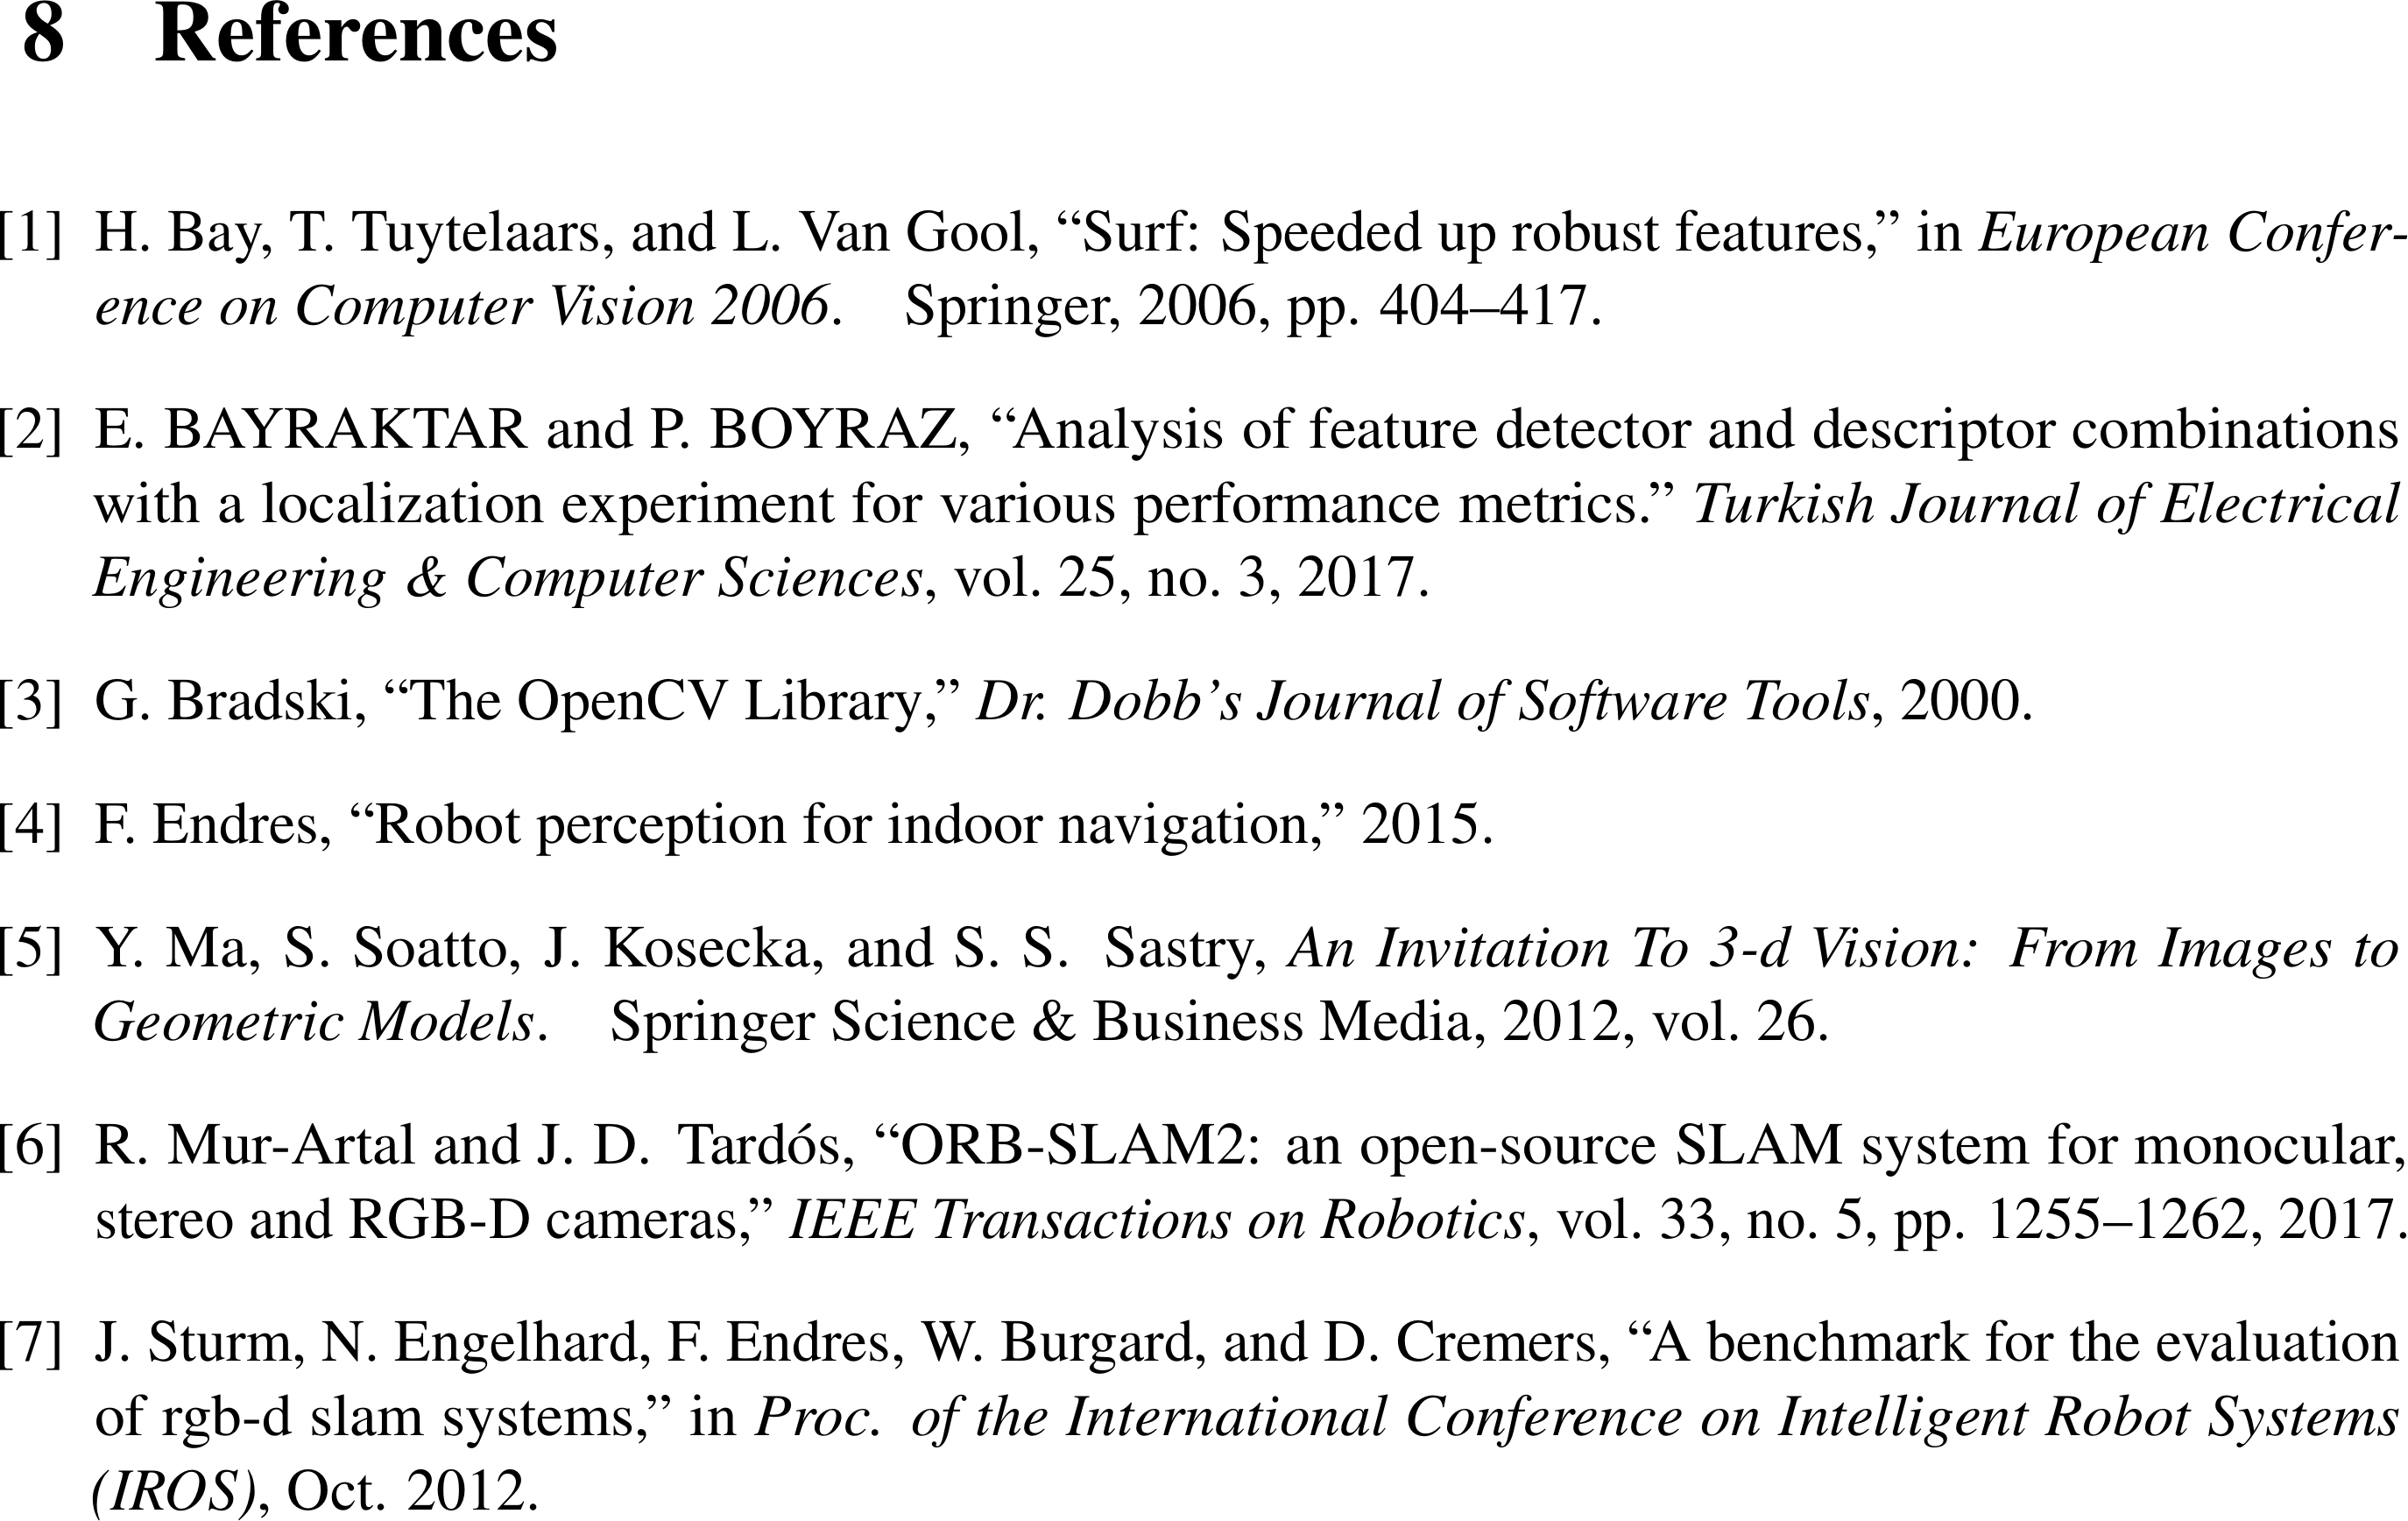 8 References
[1] H. Bay, T. Tuytelaars, and L. Van Gool, “Surf: Speeded up robust features,” in European Confer-
ence on Computer Vision 2006. Springer, 2006, pp. 404–417.
[2] E. BAYRAKTAR and P. BOYRAZ, “Analysis of feature detector and descriptor combinations
with a localization experiment for various performance metrics.” Turkish Journal of Electrical
Engineering & Computer Sciences, vol. 25, no. 3, 2017.
[3] G. Bradski, “The OpenCV Library,” Dr. Dobb’s Journal of Software Tools, 2000.
[4] F. Endres, “Robot perception for indoor navigation,” 2015.
[5] Y. Ma, S. Soatto, J. Kosecka, and S. S. Sastry, An Invitation To 3-d Vision: From Images to
Geometric Models. Springer Science & Business Media, 2012, vol. 26.
[6] R. Mur-Artal and J. D. Tardós, “ORB-SLAM2: an open-source SLAM system for monocular,
stereo and RGB-D cameras,” IEEE Transactions on Robotics, vol. 33, no. 5, pp. 1255–1262, 2017.
[7] J. Sturm, N. Engelhard, F. Endres, W. Burgard, and D. Cremers, “A benchmark for the evaluation
of rgb-d slam systems,” in Proc. of the International Conference on Intelligent Robot Systems
(IROS), Oct. 2012.